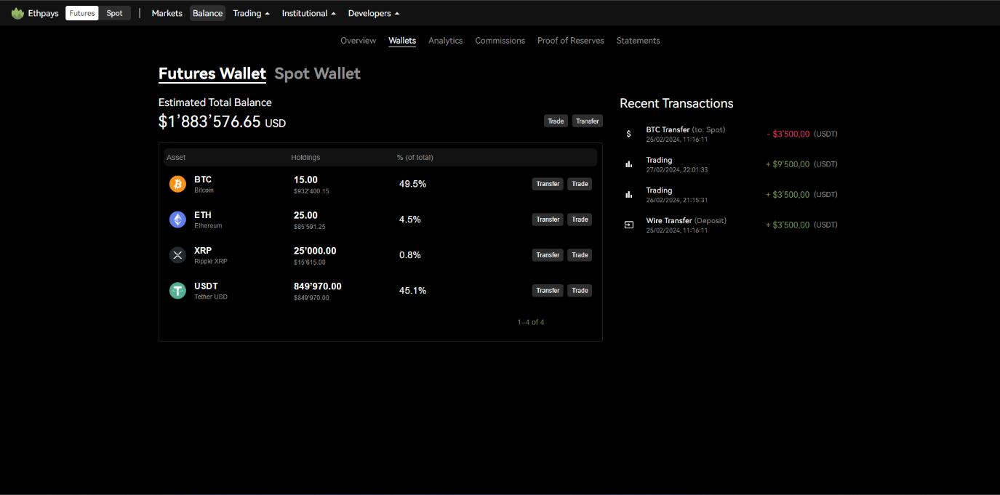 Ethpays Futures Spot | Markets Balance Trading Institutional Developers
Overview Wallets Analytics Commissions Proof of Reserves Statements
Futures Wallet Spot Wallet
Estimated Total Balance
$1’883’576.65 USD
Trade Transfer
Asset Holdings % (of total)
BTC 15.00 49.5% Transfer Trade
Bitcoin $932'400.15
ETH 25.00 4.5% Transfer Trade
Ethereum $85'591.25
XRP 25'000.00 0.8% Transfer Trade
Ripple XRP $15'615.00
USDT 849'970.00 45.1% Transfer Trade
Tether USD $849'970.00
1–4 of 4
Recent Transactions
BTC Transfer (to: Spot) - $3'500,00 (USDT)
25/02/2024, 11:16:11
Trading + $9'500,00 (USDT)
27/02/2024, 22:01:33
Trading + $3'500,00 (USDT)
26/02/2024, 21:15:31
Wire Transfer (Deposit) + $3'500,00 (USDT)
25/02/2024, 11:16:11